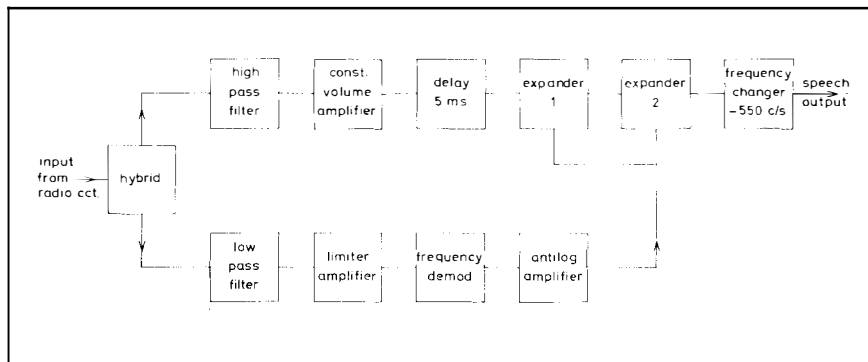 high
pass
filter
const.
volume
amplifier
delay
5 ms
expander
1
expander
2
frequency
changer
-550 c/s
speech
output
input
from
radio cct.
hybrid
low
pass
filter
limiter
amplifier
frequency
demod
antilog
amplifier